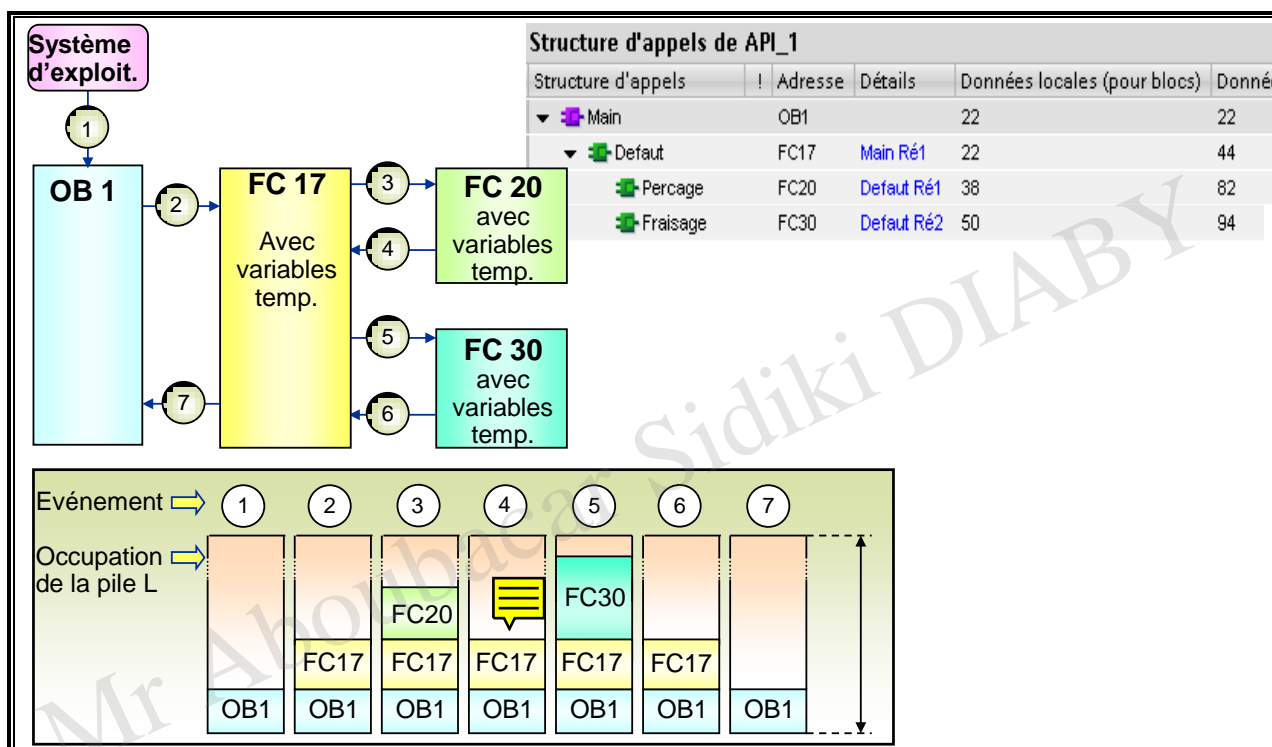 Système
d'exploit.
1
OB 1
2
FC 17
Avec
variables
temp.
3
4
FC 20
avec
variables
temp.
5
6
FC 30
avec
variables
temp.
7
Structure d'appels de API_1
Structure d'appels ! Adresse Détails Données locales (pour blocs) Donné
Main OB1 22 22
Defaut FC17 Main Ré1 22 44
Percage FC20 Defaut Ré1 38 82
Fraisage FC30 Defaut Ré2 50 94
Evénement 1 2 3 4 5 6 7
Occupation
de la pile L
FC30
FC20
FC17 FC17 FC17 FC17 FC17
OB1 OB1 OB1 OB1 OB1 OB1 OB1
Mr Aboubacar Sidiki DIABY